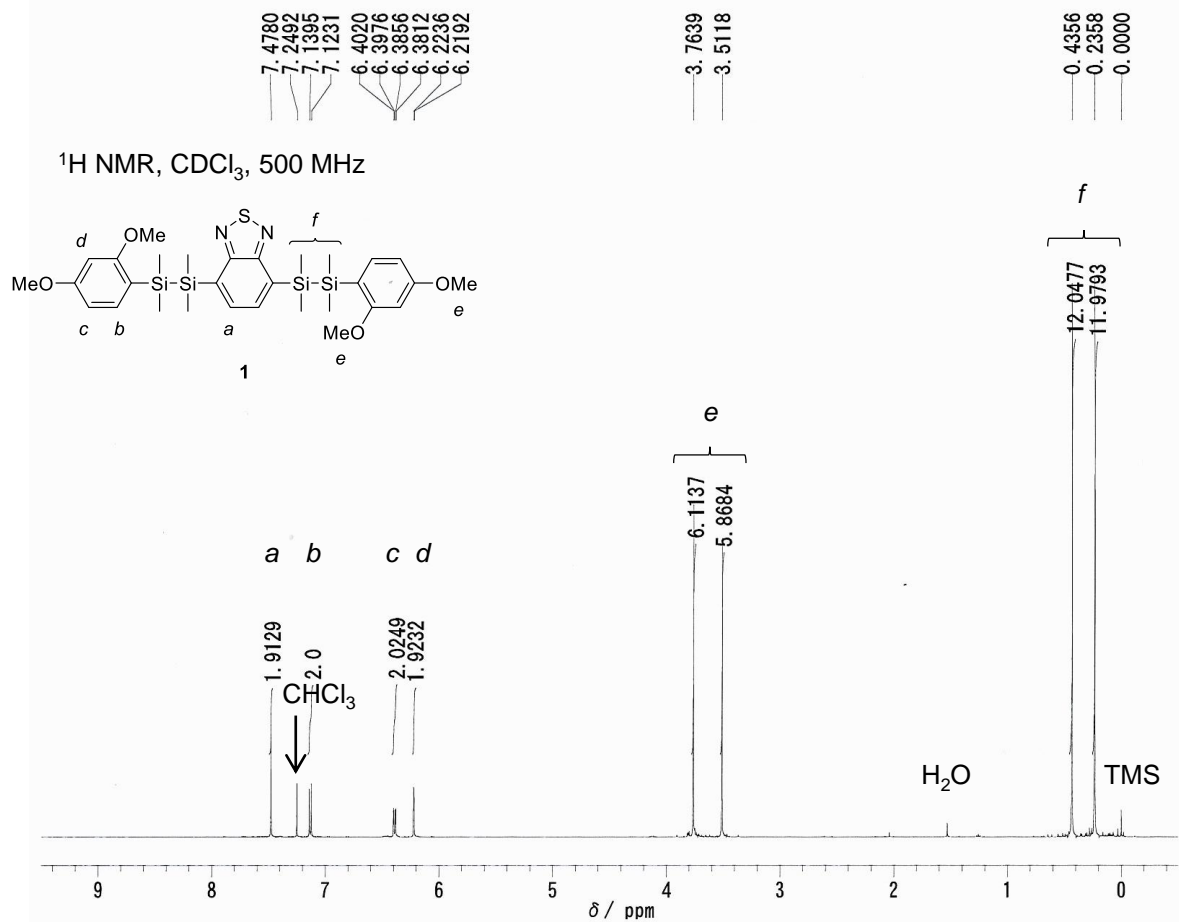 7.4780
7.2492
7.1395
7.1231
6.4020
6.3976
6.3856
6.3812
6.2236
6.2192
3.7639
3.5118
0.4356
0.2358
0.0000
¹H NMR, CDCl₃, 500 MHz
f
S
N N
d OMe
MeO Si Si Si Si OMe
c b a MeO e
e
1
f
12.0477
11.9793
e
6.1137
5.8684
a b c d
1.9129
2.0
2.0249
1.9232
CHCl₃
H₂O TMS
9 8 7 6 5 4 3 2 1 0
δ / ppm